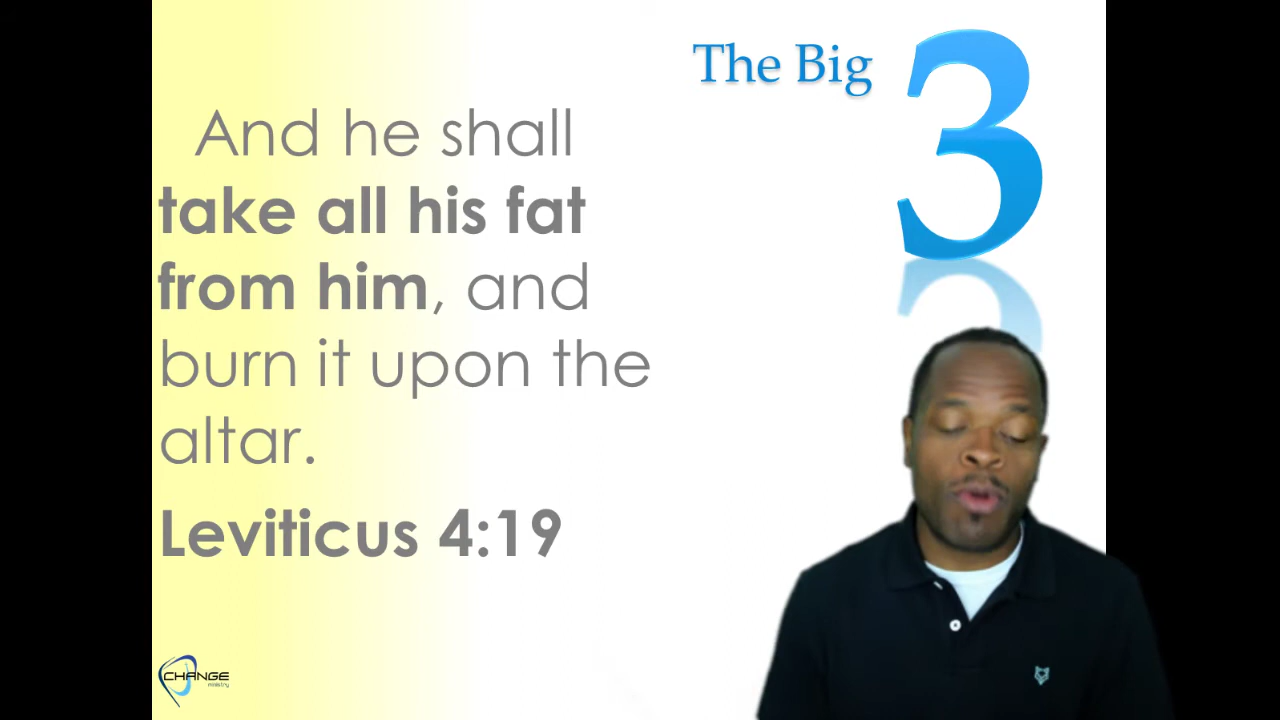 The Big 3
And he shall
take all his fat
from him, and
burn it upon the
altar.
Leviticus 4:19
CHANGE
ministry